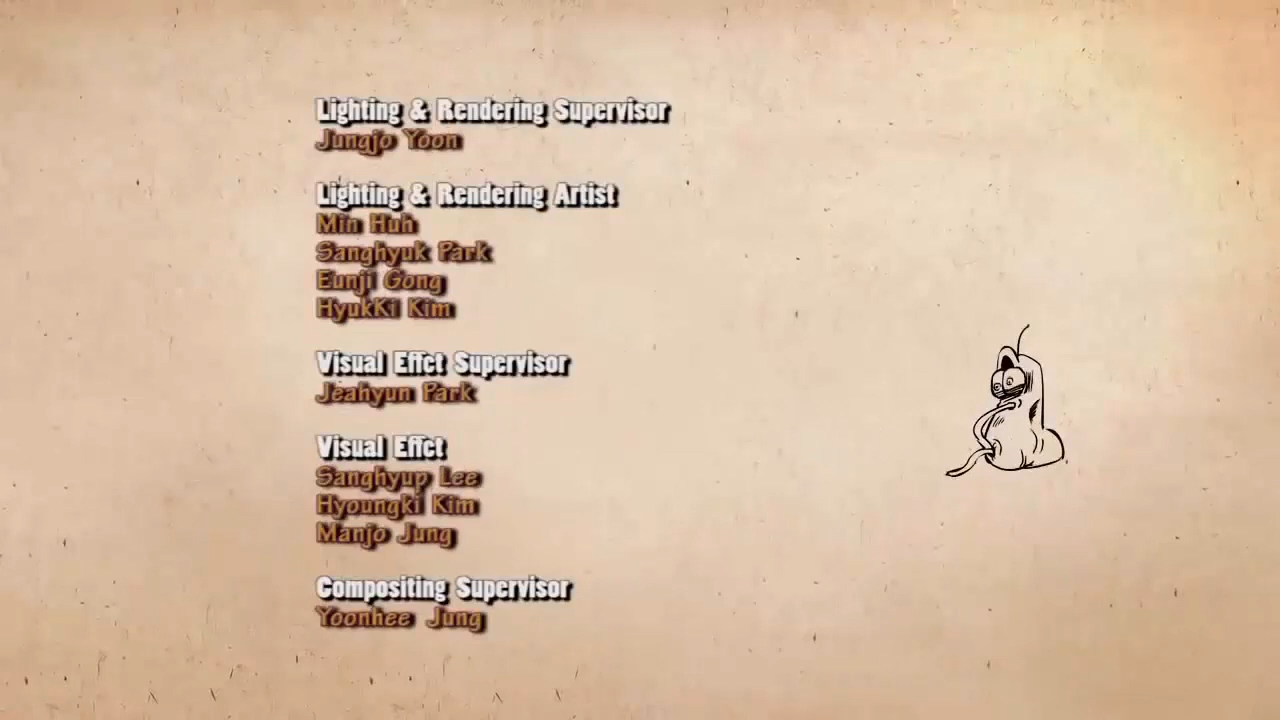 Lighting & Rendering Supervisor
Jungjo Yoon
Lighting & Rendering Artist
Min Huh
Sanghyuk Park
Eunji Gong
HyukKi Kim
Visual Effct Supervisor
Jeahyun Park
Visual Effct
Sanghyup Lee
Hyoungki Kim
Manjo Jung
Compositing Supervisor
Yoonhee Jung